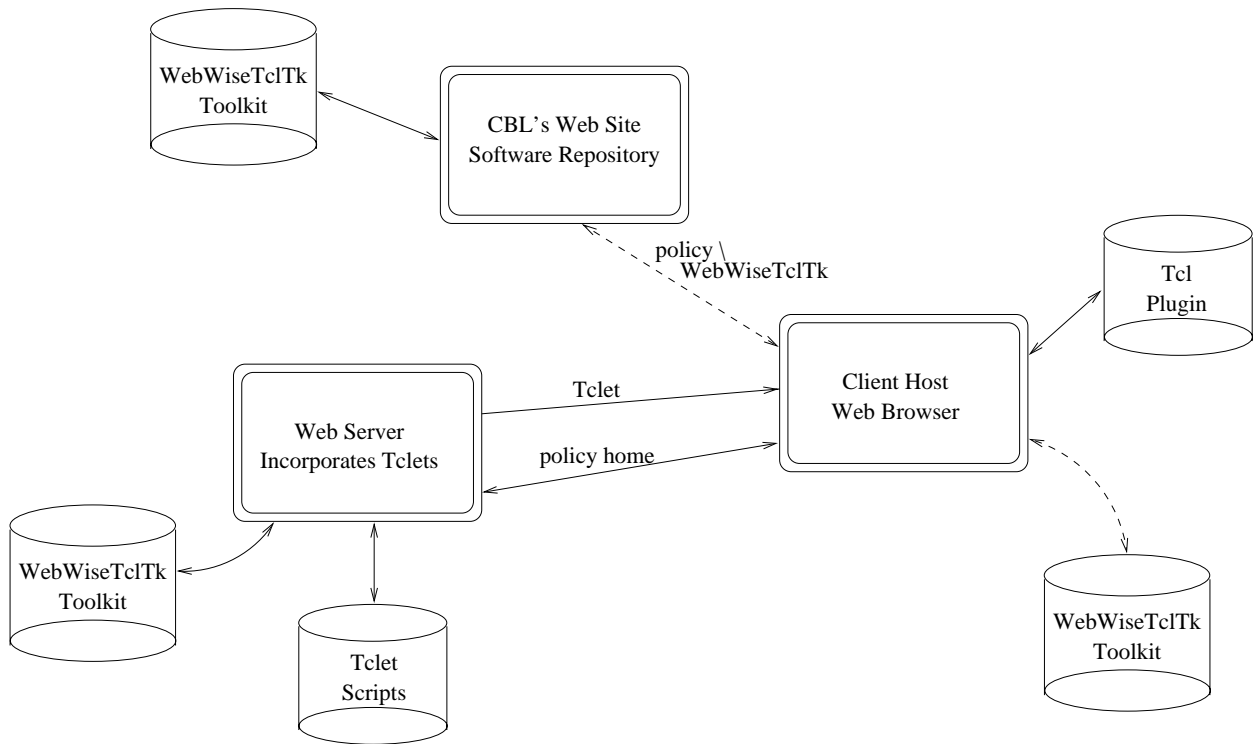 WebWiseTclTk
Toolkit
CBL's Web Site
Software Repository
policy \
WebWiseTclTk
Tcl
Plugin
Client Host
Web Browser
Tclet
Web Server
Incorporates Tclets
policy home
WebWiseTclTk
Toolkit
Tclet
Scripts
WebWiseTclTk
Toolkit